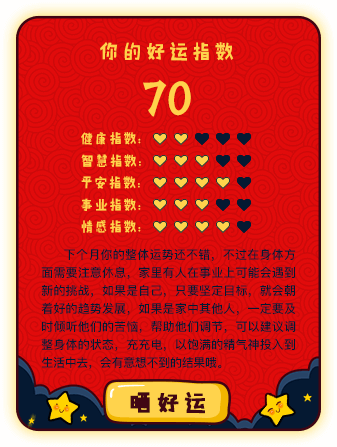 你的好运指数
70
健康指数:
智慧指数:
平安指数:
事业指数:
情感指数:
下个月你的整体运势还不错，不过在身体方
面需要注意休息，家里有人在事业上可能会遇到
新的挑战，如果是自己，只要坚定目标，就会朝
着好的趋势发展，如果是家中其他人，一定要及
时倾听他们的苦恼，帮助他们调节，可以建议调
整身体的状态，充充电，以饱满的精气神投入到
生活中去，会有意想不到的结果哦。
晒好运